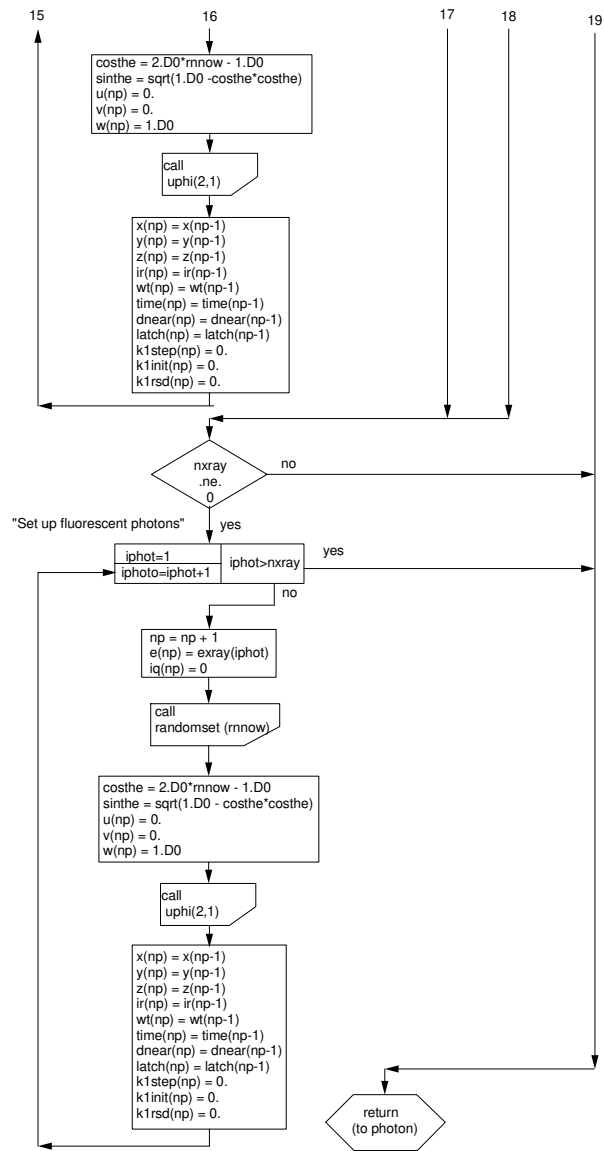 15
16
17
18
19
costhe = 2.D0*rnnow - 1.D0
sinthe = sqrt(1.D0 -costhe*costhe)
u(np) = 0.
v(np) = 0.
w(np) = 1.D0
call
uphi(2,1)
x(np) = x(np-1)
y(np) = y(np-1)
z(np) = z(np-1)
ir(np) = ir(np-1)
wt(np) = wt(np-1)
time(np) = time(np-1)
dnear(np) = dnear(np-1)
latch(np) = latch(np-1)
k1step(np) = 0.
k1init(np) = 0.
k1rsd(np) = 0.
nxray
.ne.
0
no
"Set up fluorescent photons"
yes
iphot=1
iphoto=iphot+1
iphot>nxray
yes
no
np = np + 1
e(np) = exray(iphot)
iq(np) = 0
call
randomset (rnnow)
costhe = 2.D0*rnnow - 1.D0
sinthe = sqrt(1.D0 - costhe*costhe)
u(np) = 0.
v(np) = 0.
w(np) = 1.D0
call
uphi(2,1)
x(np) = x(np-1)
y(np) = y(np-1)
z(np) = z(np-1)
ir(np) = ir(np-1)
wt(np) = wt(np-1)
time(np) = time(np-1)
dnear(np) = dnear(np-1)
latch(np) = latch(np-1)
k1step(np) = 0.
k1init(np) = 0.
k1rsd(np) = 0.
return
(to photon)